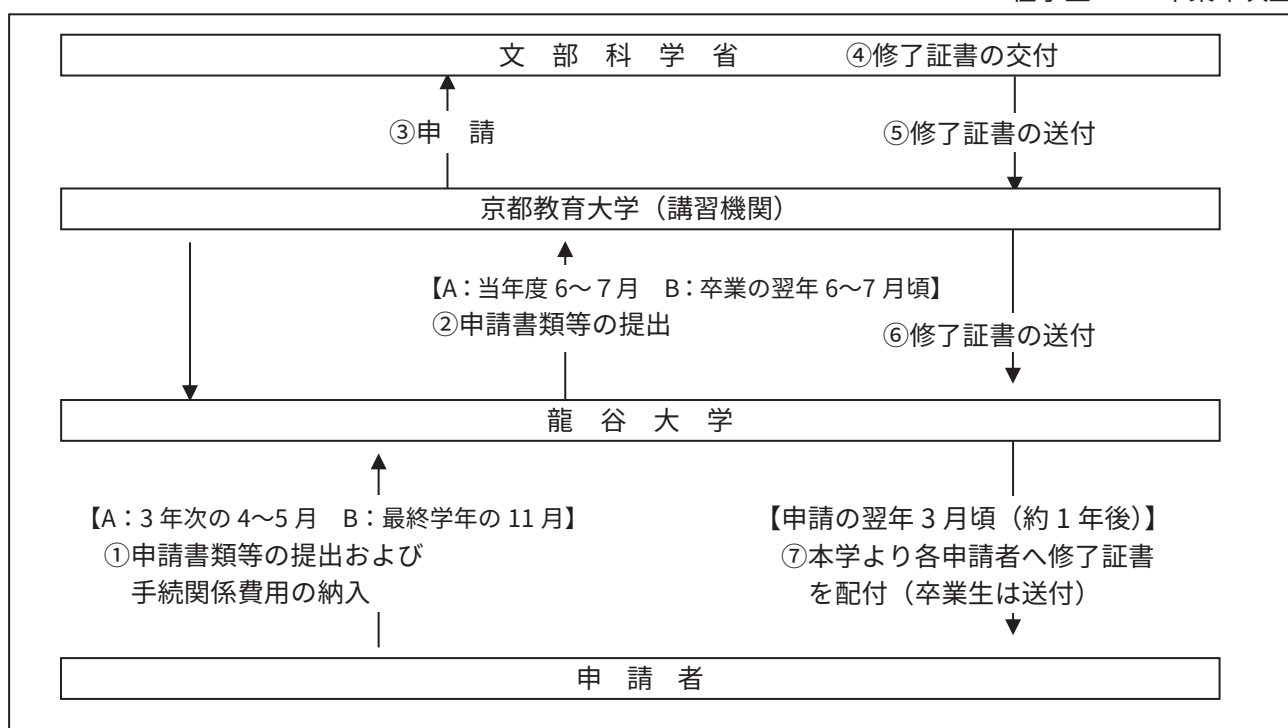 文 部 科 学 省 ④修了証書の交付
③申 請
⑤修了証書の送付
京都教育大学（講習機関）
【A：当年度 6～7月 B：卒業の翌年 6～7月頃】
②申請書類等の提出
⑥修了証書の送付
龍 谷 大 学
【A：3年次の4～5月 B：最終学年の11月】
①申請書類等の提出および
手続関係費用の納入
【申請の翌年3月頃（約1年後）】
⑦本学より各申請者へ修了証書
を配付（卒業生は送付）
申 請 者